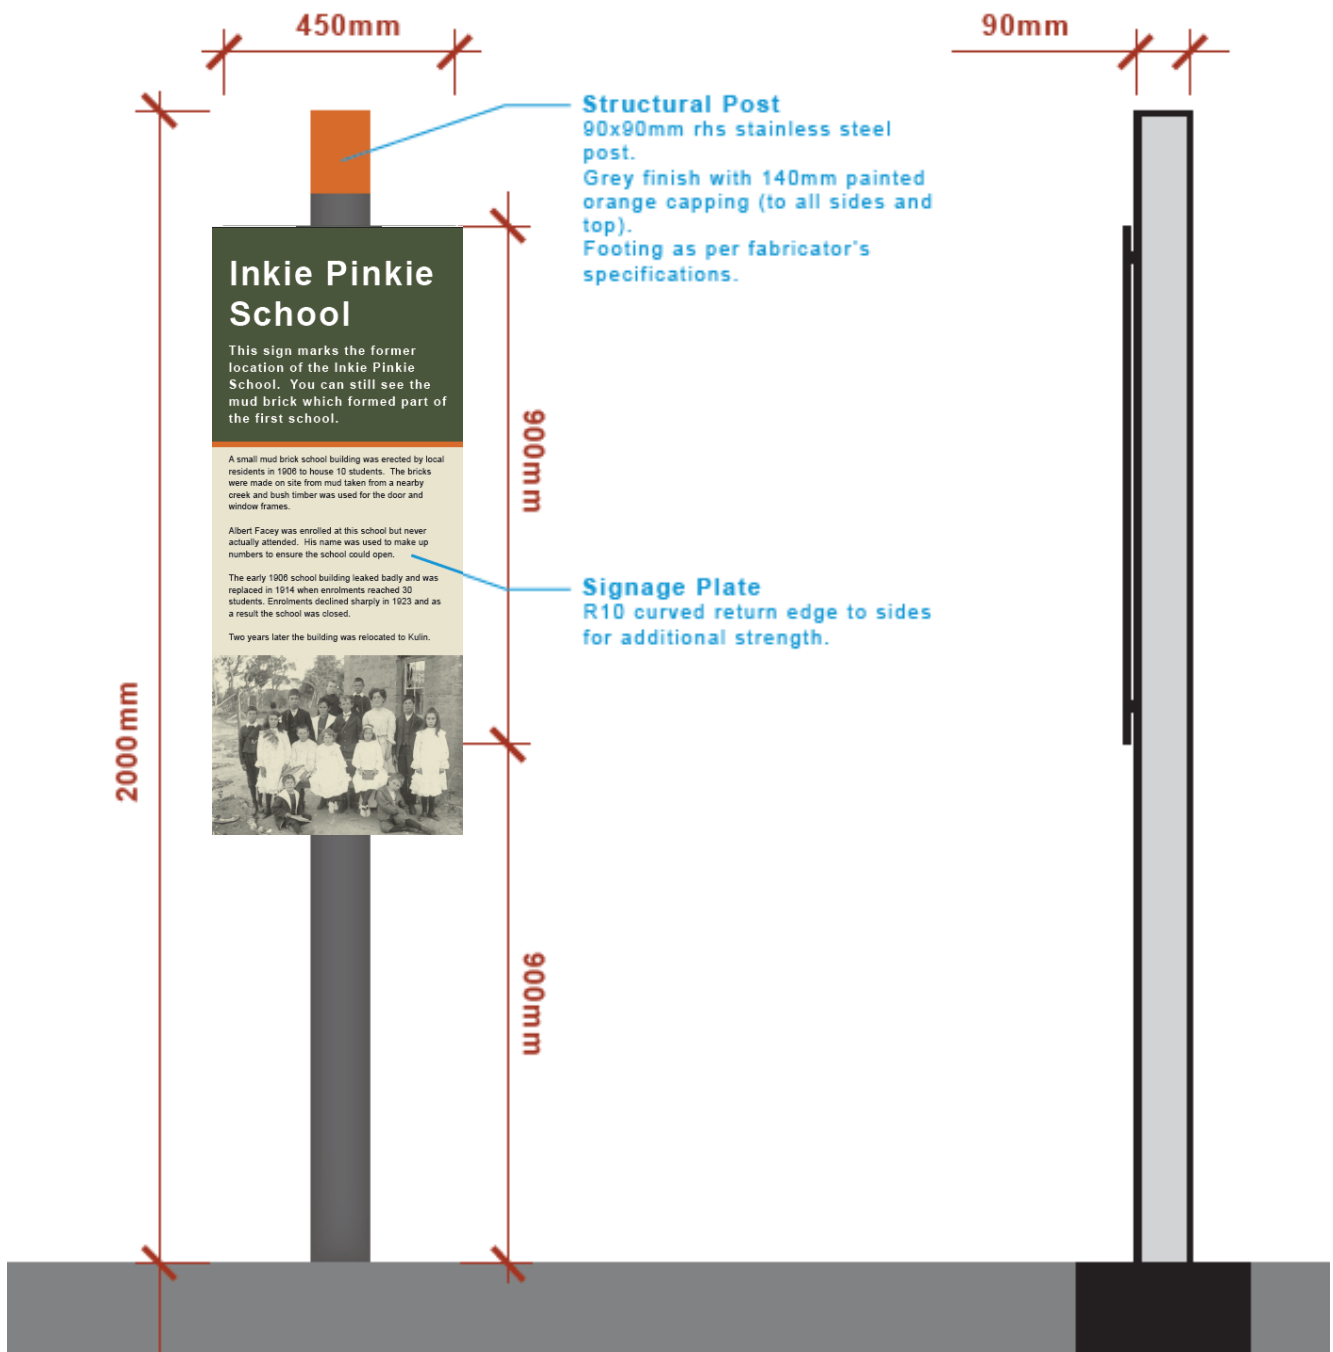 450mm
90mm
Structural Post
90x90mm rhs stainless steel
post.
Grey finish with 140mm painted
orange capping (to all sides and
top).
Footing as per fabricator's
specifications.
Inkie Pinkie
School
This sign marks the former
location of the Inkie Pinkie
School.  You can still see the
mud brick which formed part of
the first school.
900mm
A small mud brick school building was erected by local
residents in 1906 to house 10 students.  The bricks
were made on site from mud taken from a nearby
creek and bush timber was used for the door and
window frames.
Albert Facey was enrolled at this school but never
actually attended.  His name was used to make up
numbers to ensure the school could open.
The early 1906 school building leaked badly and was
replaced in 1914 when enrolments reached 30
students. Enrolments declined sharply in 1923 and as
a result the school was closed.
Two years later the building was relocated to Kulin.
Signage Plate
R10 curved return edge to sides
for additional strength.
2000mm
900mm